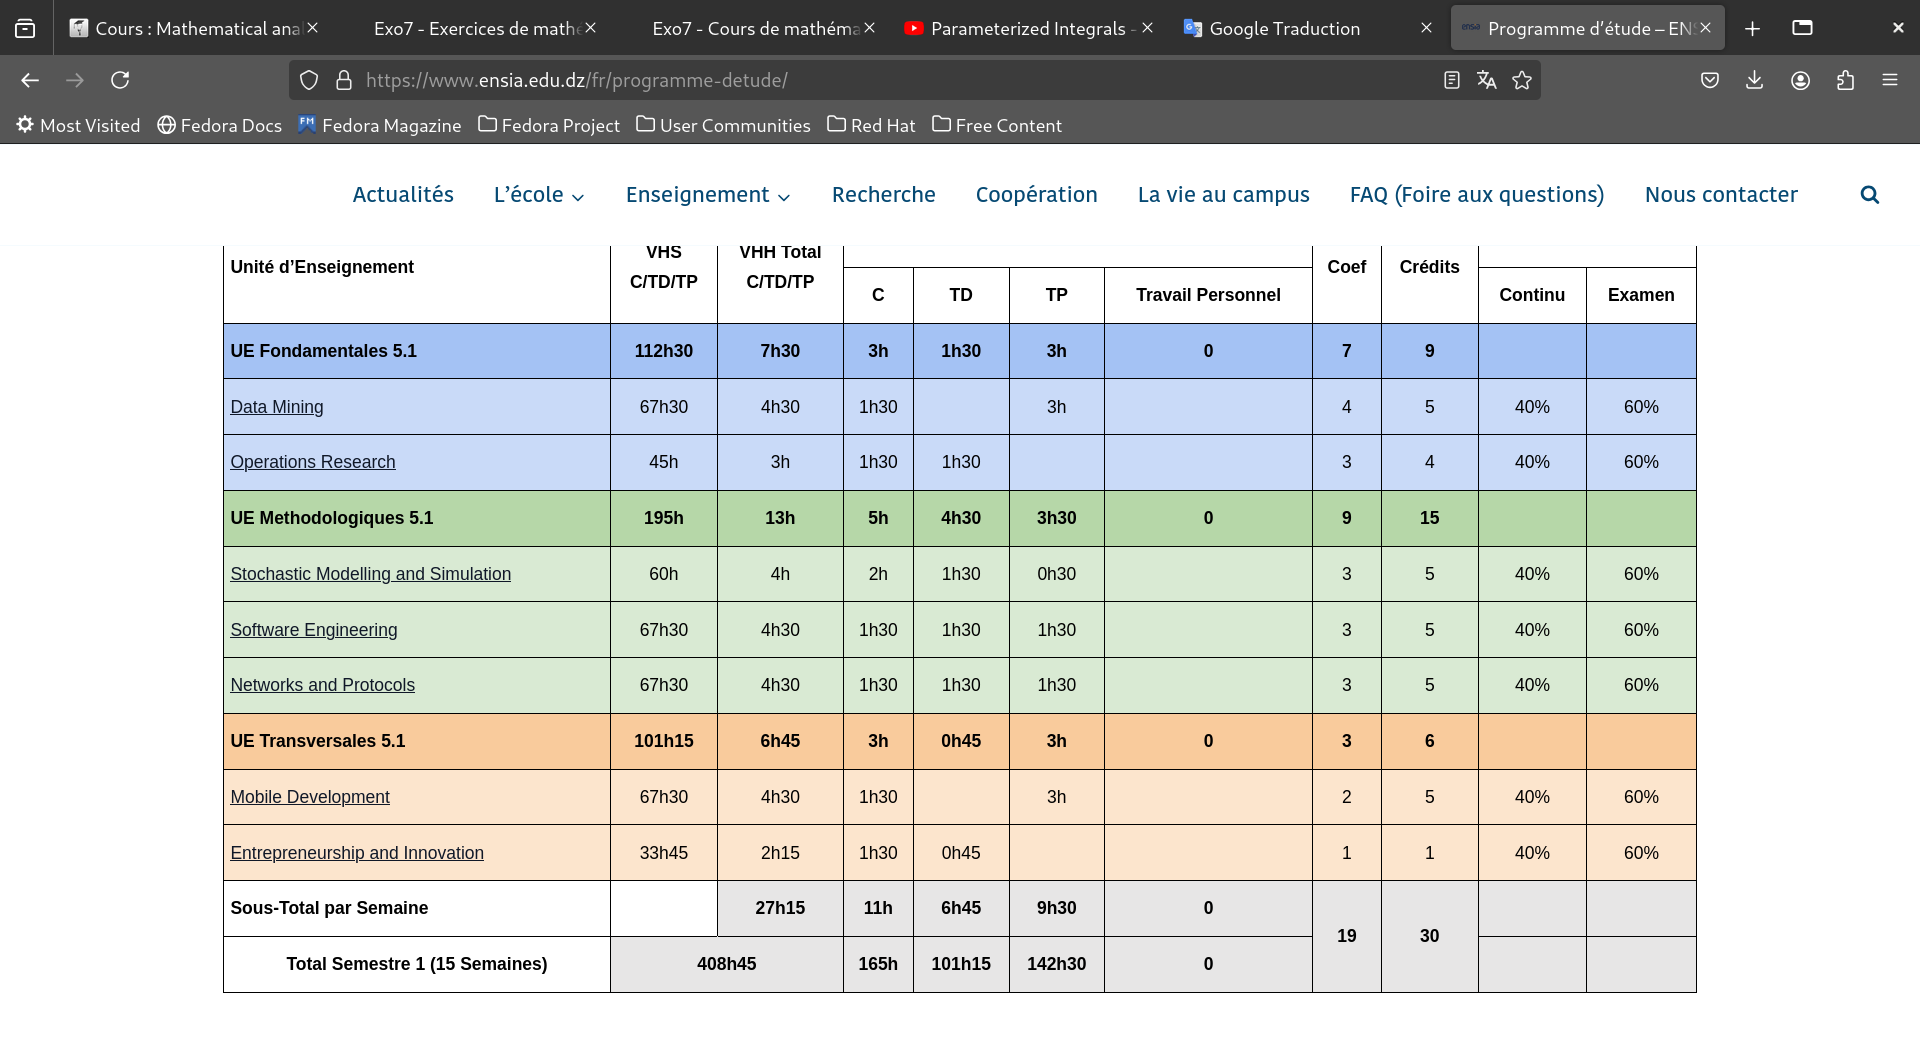 Cours : Mathematical anal
Exo7 - Exercices de mathé
Exo7 - Cours de mathéma
Parameterized Integrals -
Google Traduction
ensia
Programme d’étude – ENS
https://www.ensia.edu.dz/fr/programme-detude/
Most Visited
Fedora Docs
FM
Fedora Magazine
Fedora Project
User Communities
Red Hat
Free Content
Actualités
L’école
Enseignement
Recherche
Coopération
La vie au campus
FAQ (Foire aux questions)
Nous contacter
Unité d’Enseignement
VHS
C/TD/TP
VHH Total
C/TD/TP
C
TD
TP
Travail Personnel
Coef
Crédits
Continu
Examen
UE Fondamentales 5.1 112h30 7h30 3h 1h30 3h 0 7 9
Data Mining 67h30 4h30 1h30 3h 4 5 40% 60%
Operations Research 45h 3h 1h30 1h30 3 4 40% 60%
UE Methodologiques 5.1 195h 13h 5h 4h30 3h30 0 9 15
Stochastic Modelling and Simulation 60h 4h 2h 1h30 0h30 3 5 40% 60%
Software Engineering 67h30 4h30 1h30 1h30 1h30 3 5 40% 60%
Networks and Protocols 67h30 4h30 1h30 1h30 1h30 3 5 40% 60%
UE Transversales 5.1 101h15 6h45 3h 0h45 3h 0 3 6
Mobile Development 67h30 4h30 1h30 3h 2 5 40% 60%
Entrepreneurship and Innovation 33h45 2h15 1h30 0h45 1 1 40% 60%
Sous-Total par Semaine 27h15 11h 6h45 9h30 0
19 30
Total Semestre 1 (15 Semaines) 408h45 165h 101h15 142h30 0